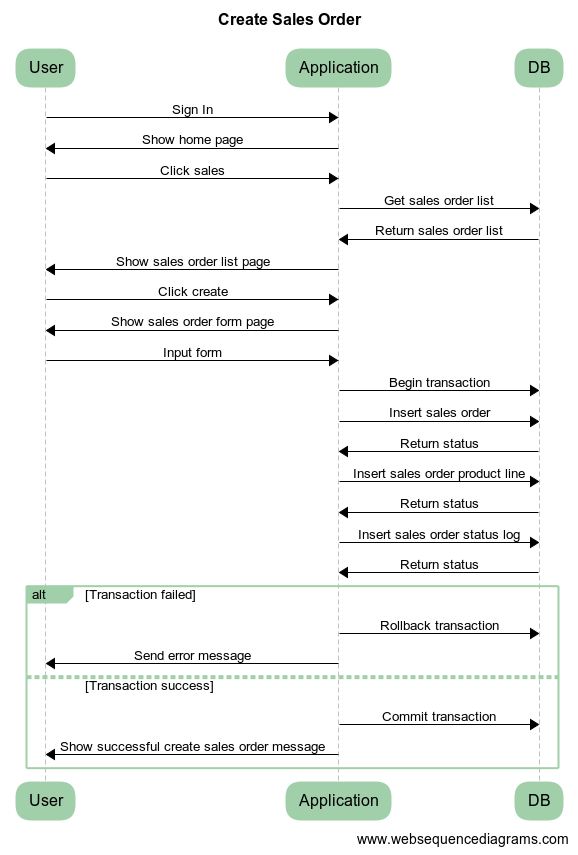 Create Sales Order
User Application DB
Sign In
Show home page
Click sales
Get sales order list
Return sales order list
Show sales order list page
Click create
Show sales order form page
Input form
Begin transaction
Insert sales order
Return status
Insert sales order product line
Return status
Insert sales order status log
Return status
alt [Transaction failed]
Rollback transaction
Send error message
[Transaction success]
Commit transaction
Show successful create sales order message
User Application DB
www.websequencediagrams.com